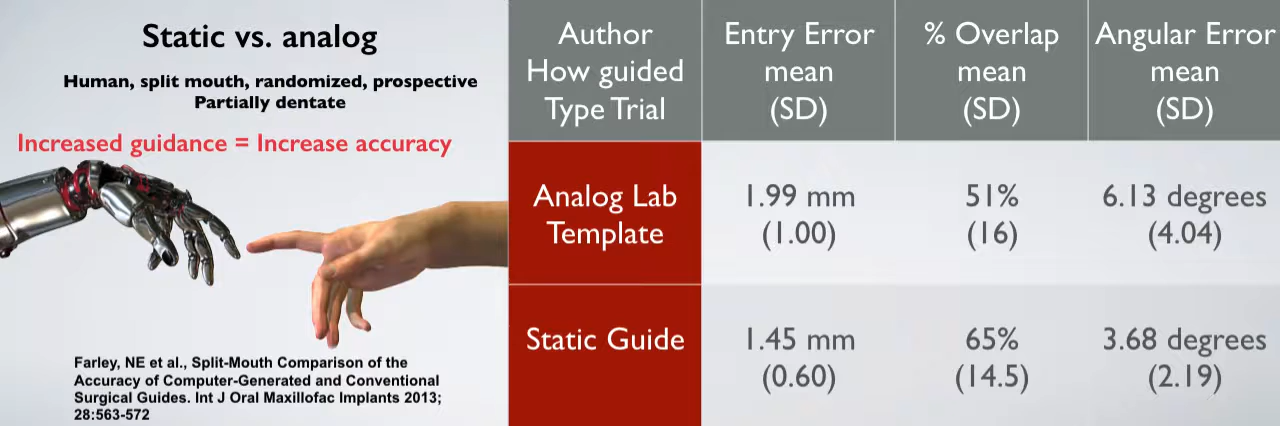 Static vs. analog
Human, split mouth, randomized, prospective
Partially dentate
Increased guidance = Increase accuracy
Farley, NE et al., Split-Mouth Comparison of the
Accuracy of Computer-Generated and Conventional
Surgical Guides. Int J Oral Maxillofac Implants 2013;
28:563-572
Author
How guided
Type Trial
Entry Error
mean
(SD)
% Overlap
mean
(SD)
Angular Error
mean
(SD)
Analog Lab
Template
1.99 mm
(1.00)
51%
(16)
6.13 degrees
(4.04)
Static Guide
1.45 mm
(0.60)
65%
(14.5)
3.68 degrees
(2.19)